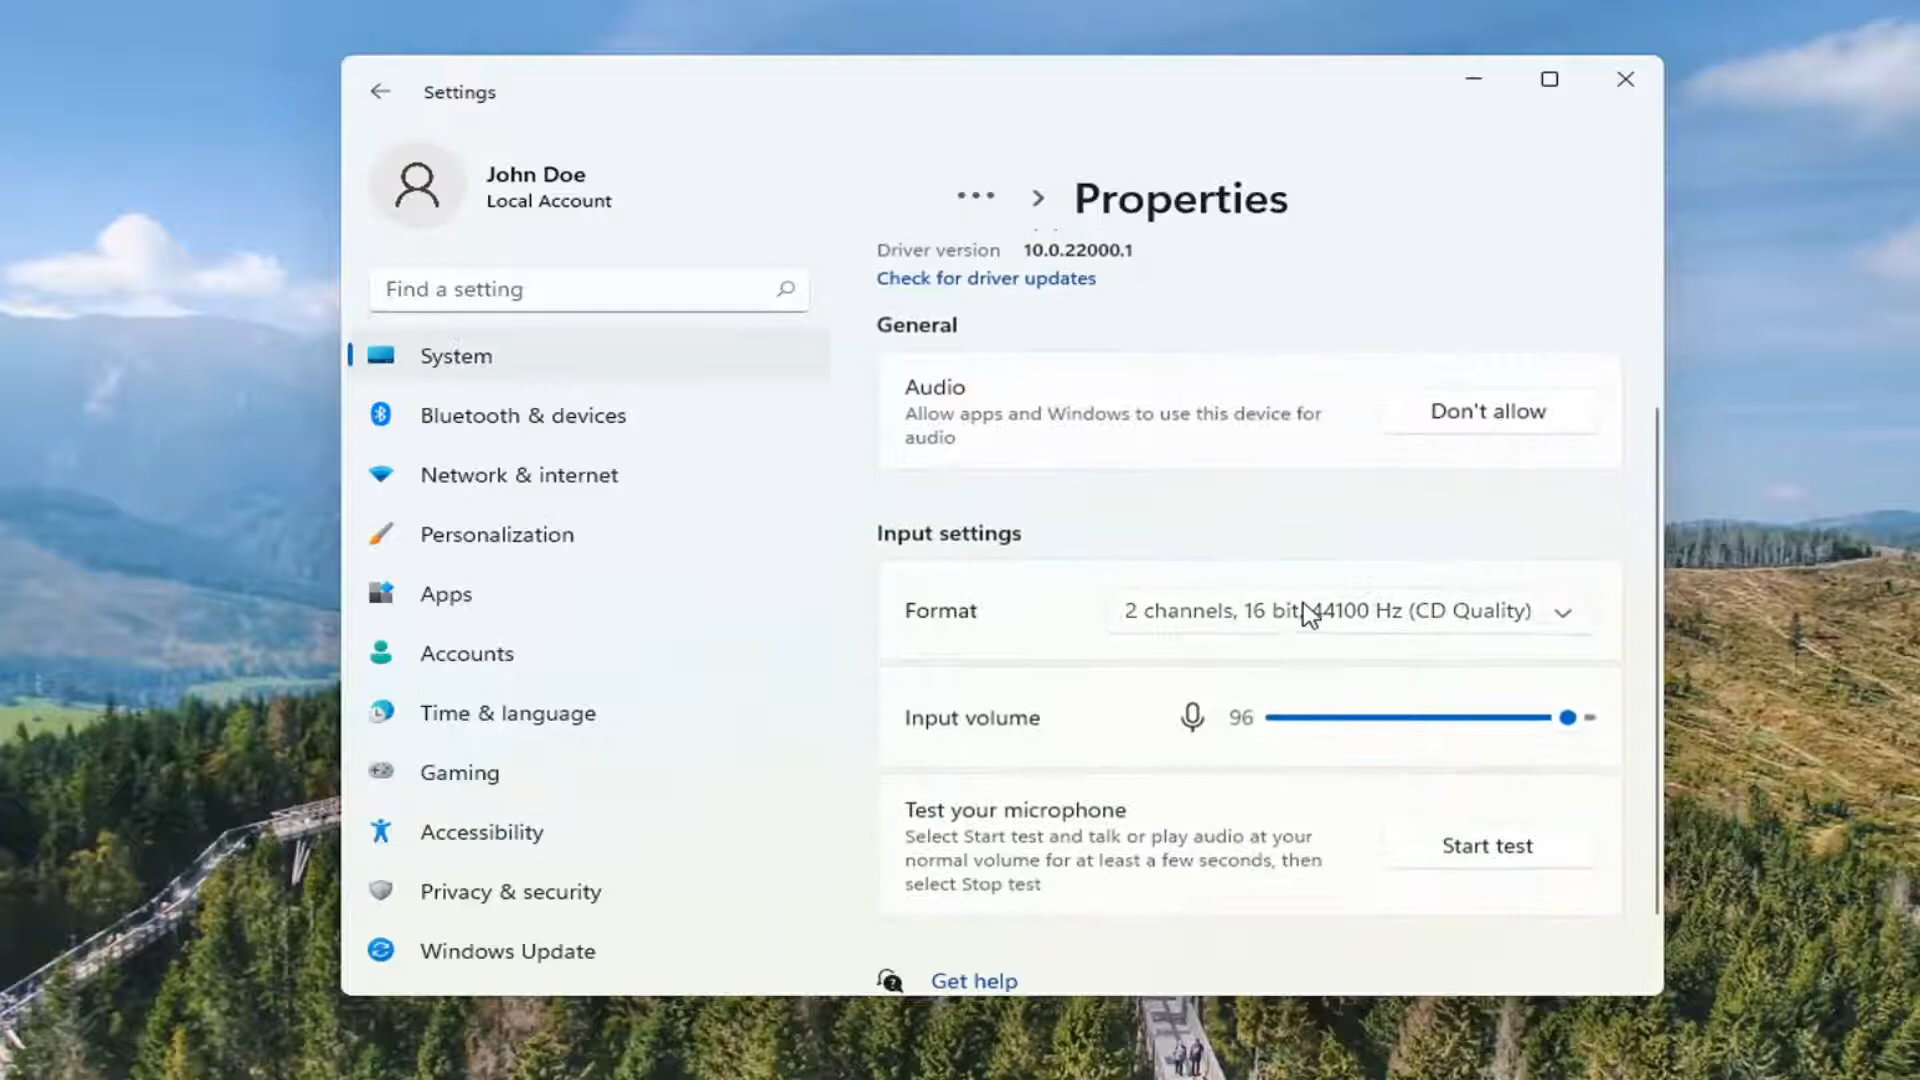 Settings
John Doe
Local Account
Find a setting
System
Bluetooth & devices
Network & internet
Personalization
Apps
Accounts
Time & language
Gaming
Accessibility
Privacy & security
Windows Update
Properties
Driver version 10.0.22000.1
Check for driver updates
General
Audio
Allow apps and Windows to use this device for
audio
Don't allow
Input settings
Format
2 channels, 16 bit, 44100 Hz (CD Quality)
Input volume
96
Test your microphone
Select Start test and talk or play audio at your
normal volume for at least a few seconds, then
select Stop test
Start test
Get help